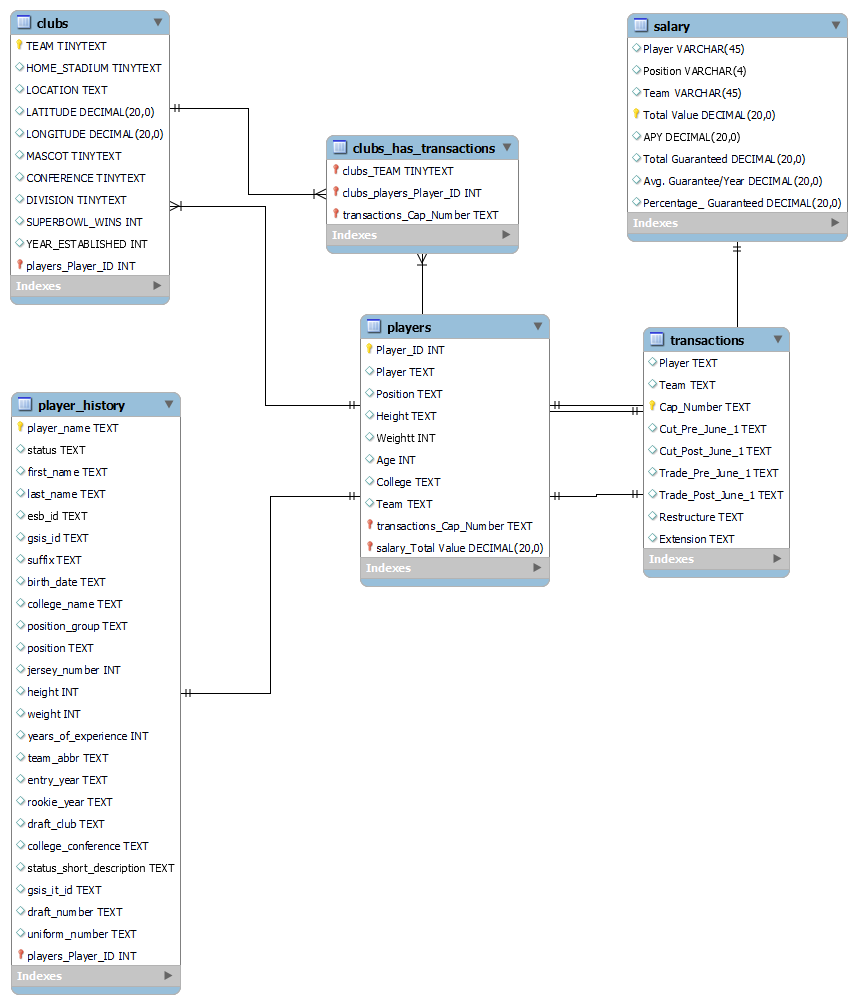 clubs
TEAM TINYTEXT
HOME_STADIUM TINYTEXT
LOCATION TEXT
LATITUDE DECIMAL(20,0)
LONGITUDE DECIMAL(20,0)
MASCOT TINYTEXT
CONFERENCE TINYTEXT
DIVISION TINYTEXT
SUPERBOWL_WINS INT
YEAR_ESTABLISHED INT
players_Player_ID INT
Indexes
clubs_has_transactions
clubs_TEAM TINYTEXT
clubs_players_Player_ID INT
transactions_Cap_Number TEXT
Indexes
salary
Player VARCHAR(45)
Position VARCHAR(4)
Team VARCHAR(45)
Total Value DECIMAL(20,0)
APY DECIMAL(20,0)
Total Guaranteed DECIMAL(20,0)
Avg. Guarantee/Year DECIMAL(20,0)
Percentage_ Guaranteed DECIMAL(20,0)
Indexes
players
Player_ID INT
Player TEXT
Position TEXT
Height TEXT
Weightt INT
Age INT
College TEXT
Team TEXT
transactions_Cap_Number TEXT
salary_Total Value DECIMAL(20,0)
Indexes
transactions
Player TEXT
Team TEXT
Cap_Number TEXT
Cut_Pre_June_1 TEXT
Cut_Post_June_1 TEXT
Trade_Pre_June_1 TEXT
Trade_Post_June_1 TEXT
Restructure TEXT
Extension TEXT
Indexes
player_history
player_name TEXT
status TEXT
first_name TEXT
last_name TEXT
esb_id TEXT
gsis_id TEXT
suffix TEXT
birth_date TEXT
college_name TEXT
position_group TEXT
position TEXT
jersey_number INT
height INT
weight INT
years_of_experience INT
team_abbr TEXT
entry_year TEXT
rookie_year TEXT
draft_club TEXT
college_conference TEXT
status_short_description TEXT
gsis_it_id TEXT
draft_number TEXT
uniform_number TEXT
players_Player_ID INT
Indexes